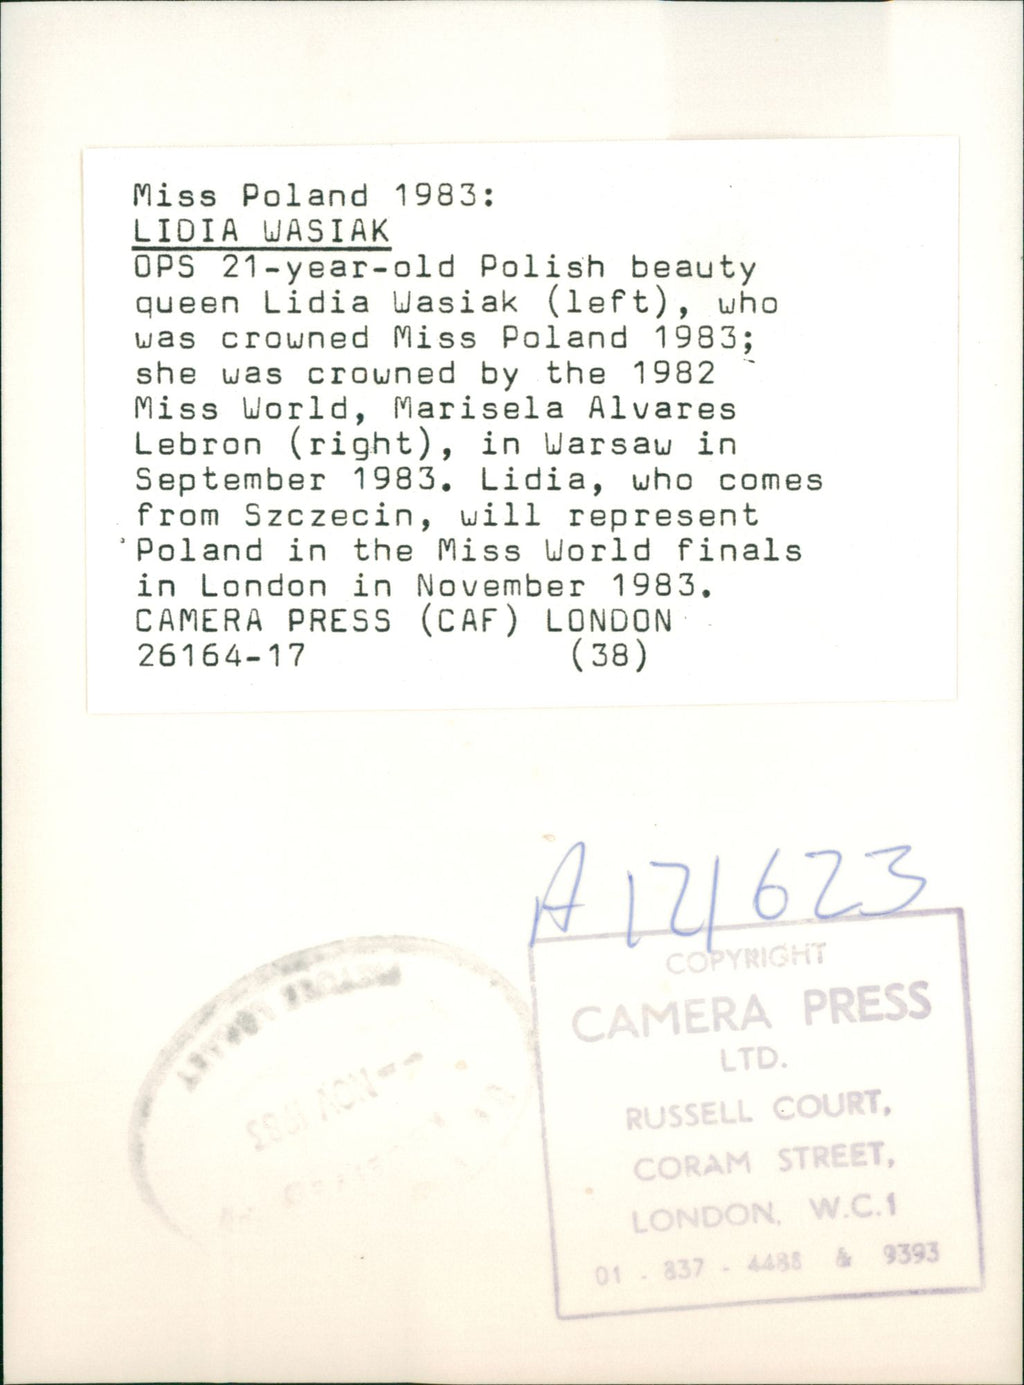 Miss Poland 1983:
LIDIA WASIAK
OPS 21-year-old Polish beauty
queen Lidia Wasiak (left), who
was crowned Miss Poland 1983;
she was crowned by the 1982
Miss World, Marisela Alvares
Lebron (right), in Warsaw in
September 1983. Lidia, who comes
from Szczecin, will represent
Poland in the Miss World finals
in London in November 1983.
CAMERA PRESS (CAF) LONDON
26164-17 (38)
A121623
COPYRIGHT
CAMERA PRESS
LTD.
RUSSELL COURT,
CORAM STREET,
LONDON, W.C.1
01 - 837 - 4488 & 9393